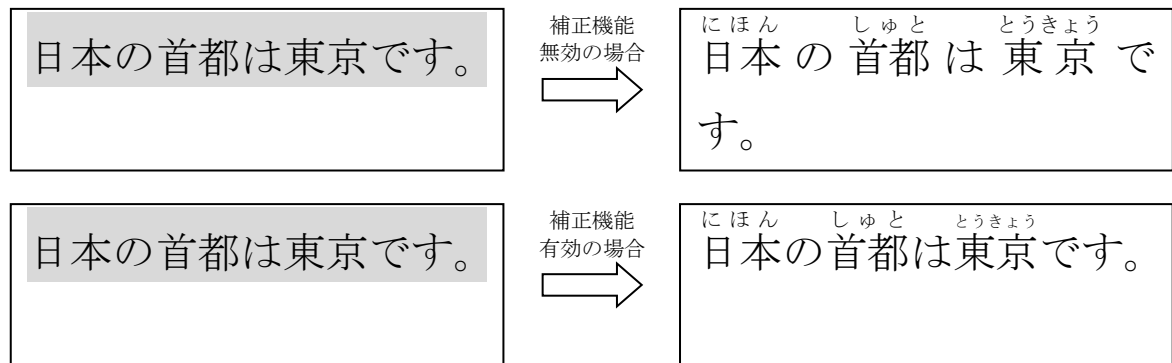 日本の首都は東京です。
補正機能
無効の場合
にほん しゅと とうきょう
日本の首都は東京で
す。
日本の首都は東京です。
補正機能
有効の場合
にほん しゅと とうきょう
日本の首都は東京です。